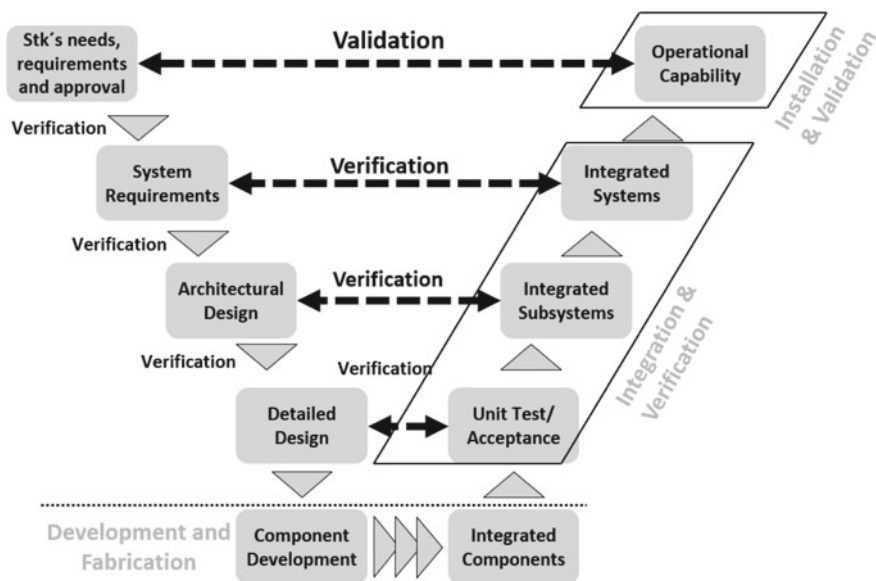 Stk´s needs,
requirements
and approval
Validation
Operational
Capability
Installation
& Validation
Verification
System
Requirements
Verification
Integrated
Systems
Verification
Architectural
Design
Verification
Integrated
Subsystems
Integration &
Verification
Verification
Verification
Detailed
Design
Unit Test/
Acceptance
Development and
Fabrication
Component
Development
Integrated
Components